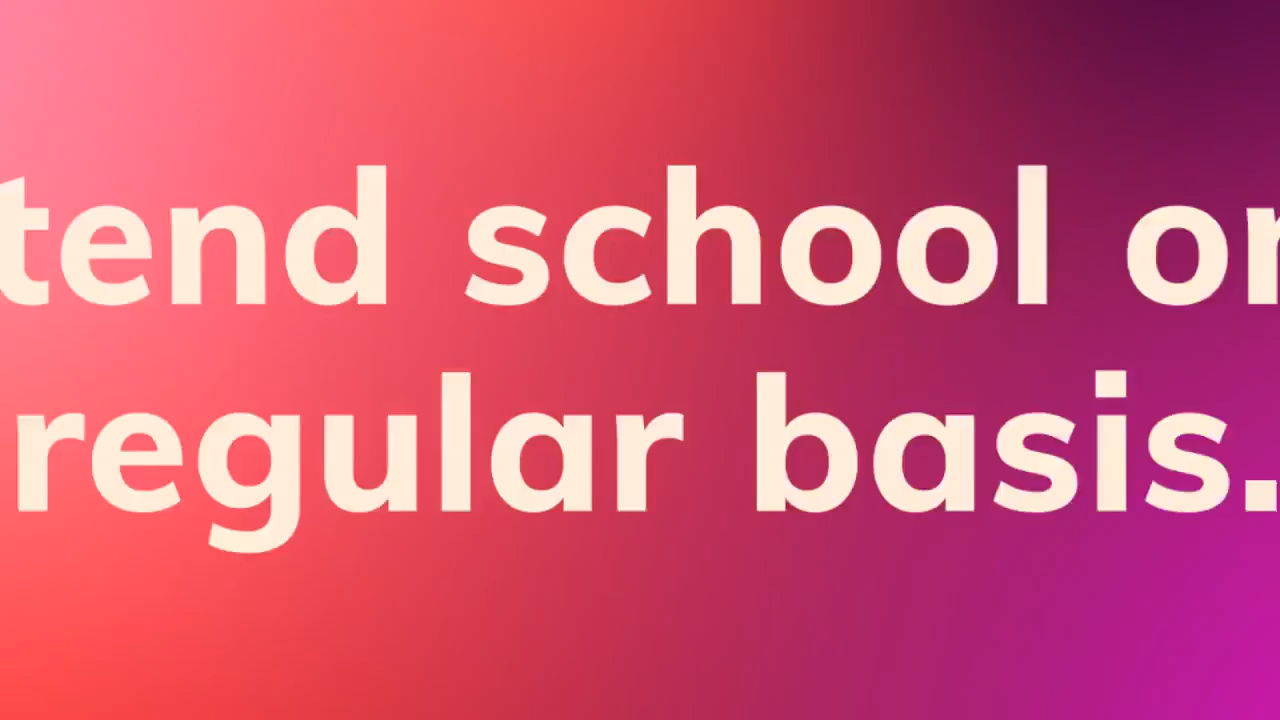 tend school on
regular basis.